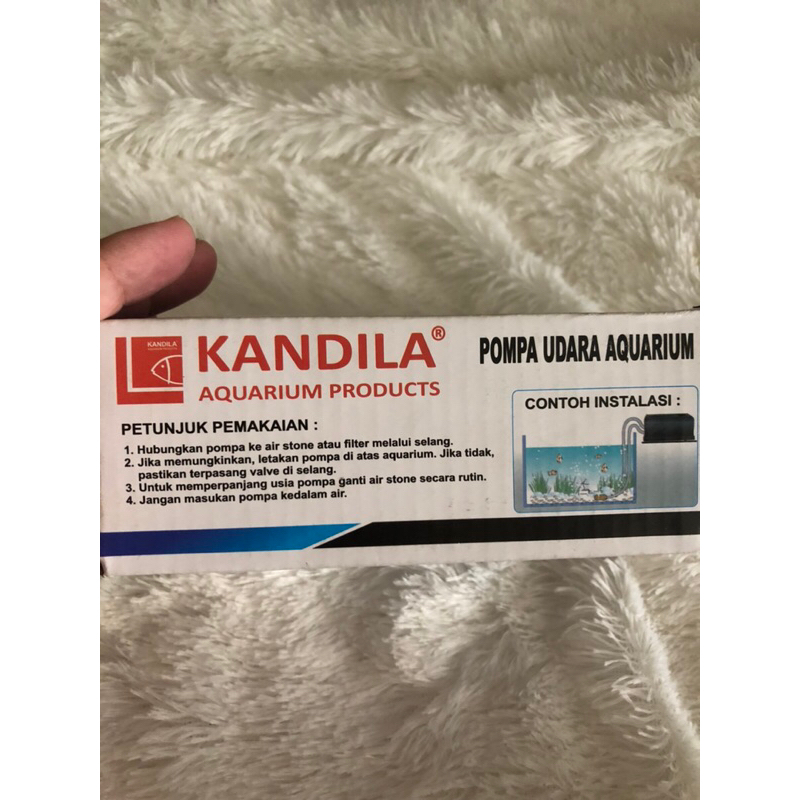 KANDILA
KANDILA®
AQUARIUM PRODUCTS
POMPA UDARA AQUARIUM
PETUNJUK PEMAKAIAN :
1. Hubungkan pompa ke air stone atau filter melalui selang.
2. Jika memungkinkan, letakan pompa di atas aquarium. Jika tidak,
pastikan terpasang valve di selang.
3. Untuk memperpanjang usia pompa ganti air stone secara rutin.
4. Jangan masukan pompa kedalam air.
CONTOH INSTALASI :